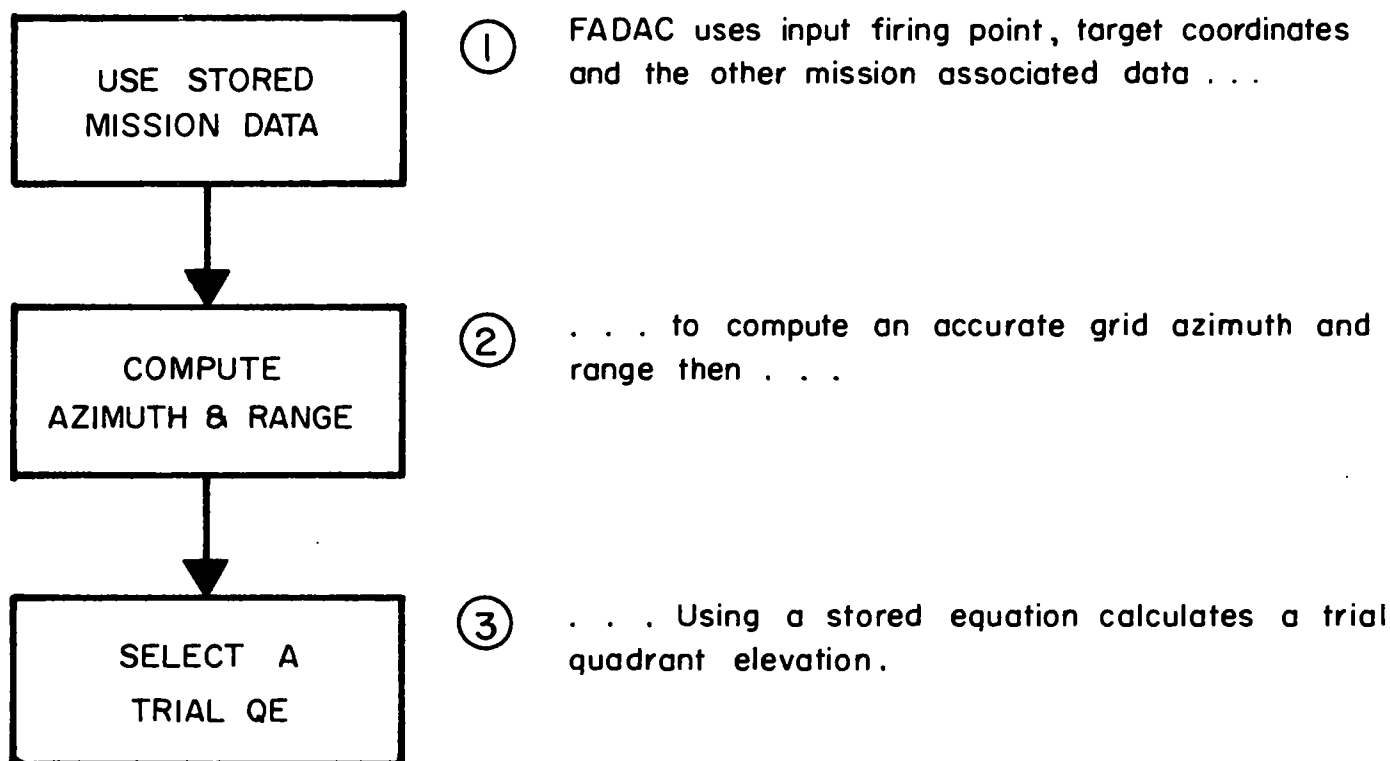 USE STORED
MISSION DATA
1 FADAC uses input firing point, target coordinates
and the other mission associated data . . .
COMPUTE
AZIMUTH & RANGE
2 . . . to compute an accurate grid azimuth and
range then . . .
SELECT A
TRIAL QE
3 . . . Using a stored equation calculates a trial
quadrant elevation.